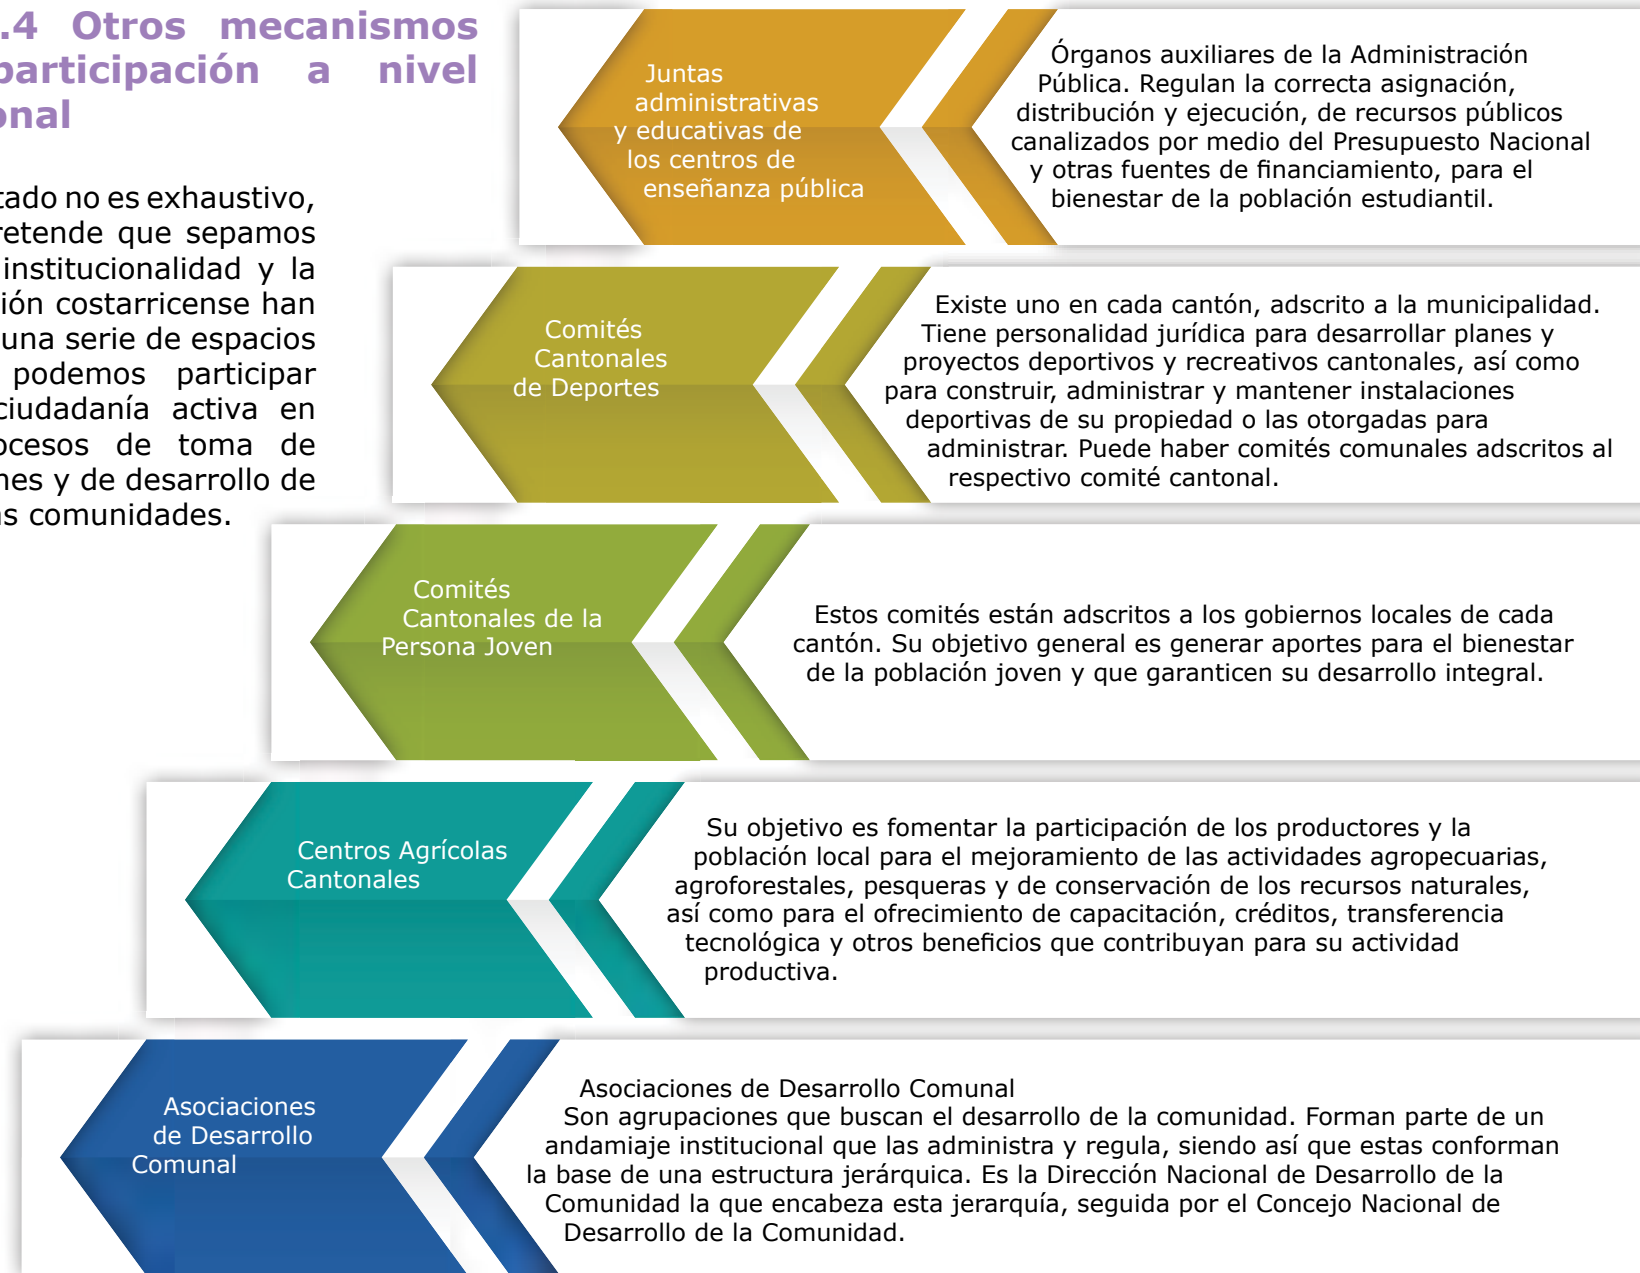 .4 Otros mecanismos
participación a nivel
onal
tado no es exhaustivo,
retende que sepamos
institucionalidad y la
ción costarricense han
una serie de espacios
podemos participar
ciudadanía activa en
ocesos de toma de
nes y de desarrollo de
as comunidades.
Juntas
administrativas
y educativas de
los centros de
enseñanza pública
Órganos auxiliares de la Administración
Pública. Regulan la correcta asignación,
distribución y ejecución, de recursos públicos
canalizados por medio del Presupuesto Nacional
y otras fuentes de financiamiento, para el
bienestar de la población estudiantil.
Comités
Cantonales
de Deportes
Existe uno en cada cantón, adscrito a la municipalidad.
Tiene personalidad jurídica para desarrollar planes y
proyectos deportivos y recreativos cantonales, así como
para construir, administrar y mantener instalaciones
deportivas de su propiedad o las otorgadas para
administrar. Puede haber comités comunales adscritos al
respectivo comité cantonal.
Comités
Cantonales de la
Persona Joven
Estos comités están adscritos a los gobiernos locales de cada
cantón. Su objetivo general es generar aportes para el bienestar
de la población joven y que garanticen su desarrollo integral.
Centros Agrícolas
Cantonales
Su objetivo es fomentar la participación de los productores y la
población local para el mejoramiento de las actividades agropecuarias,
agroforestales, pesqueras y de conservación de los recursos naturales,
así como para el ofrecimiento de capacitación, créditos, transferencia
tecnológica y otros beneficios que contribuyan para su actividad
productiva.
Asociaciones
de Desarrollo
Comunal
Asociaciones de Desarrollo Comunal
Son agrupaciones que buscan el desarrollo de la comunidad. Forman parte de un
andamiaje institucional que las administra y regula, siendo así que estas conforman
la base de una estructura jerárquica. Es la Dirección Nacional de Desarrollo de la
Comunidad la que encabeza esta jerarquía, seguida por el Concejo Nacional de
Desarrollo de la Comunidad.